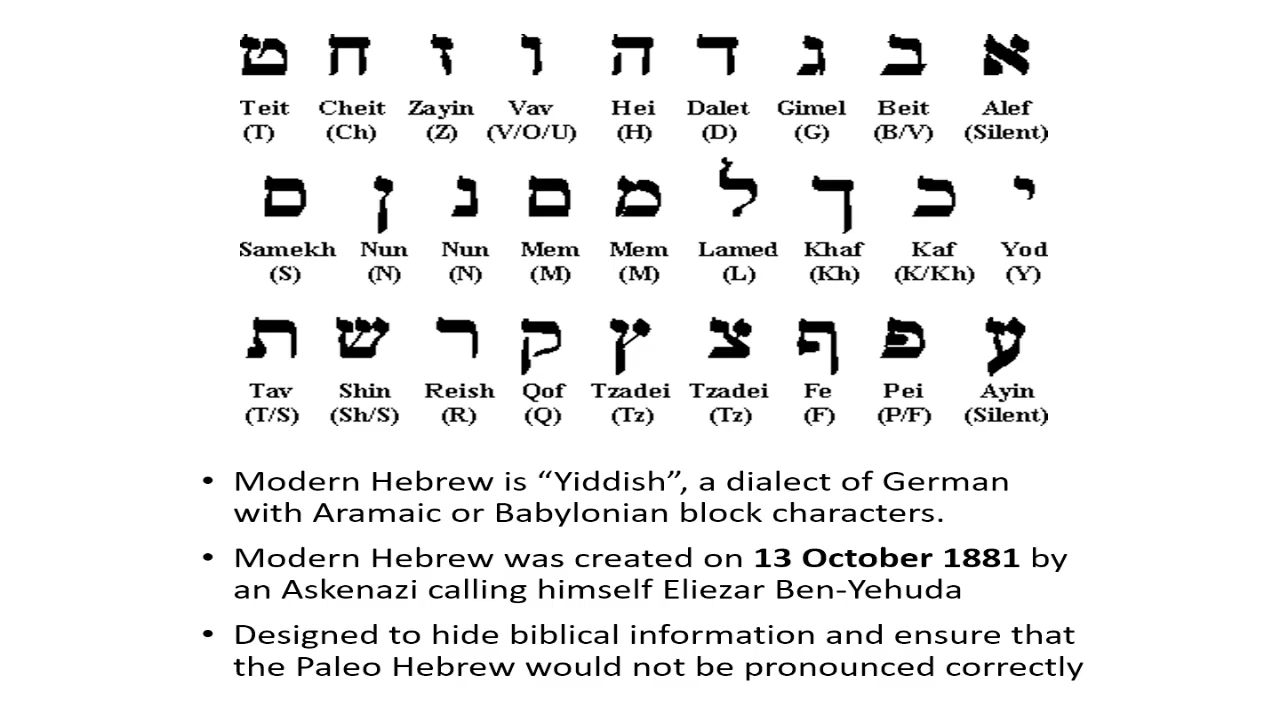 א ב ג ד ה ו ז ח ט
Teit Cheit Zayin Vav Hei Dalet Gimel Beit Alef
(T) (Ch) (Z) (V/O/U) (H) (D) (G) (B/V) (Silent)
י כ ך ל מ ם נ ן ס
Samekh Nun Nun Mem Mem Lamed Khaf Kaf Yod
(S) (N) (N) (M) (M) (L) (Kh) (K/Kh) (Y)
ע פ ף צ ץ ק ר ש ת
Tav Shin Reish Qof Tzadei Tzadei Fe Pei Ayin
(T/S) (Sh/S) (R) (Q) (Tz) (Tz) (F) (P/F) (Silent)
• Modern Hebrew is “Yiddish”, a dialect of German
with Aramaic or Babylonian block characters.
• Modern Hebrew was created on 13 October 1881 by
an Askenazi calling himself Eliezar Ben-Yehuda
• Designed to hide biblical information and ensure that
the Paleo Hebrew would not be pronounced correctly